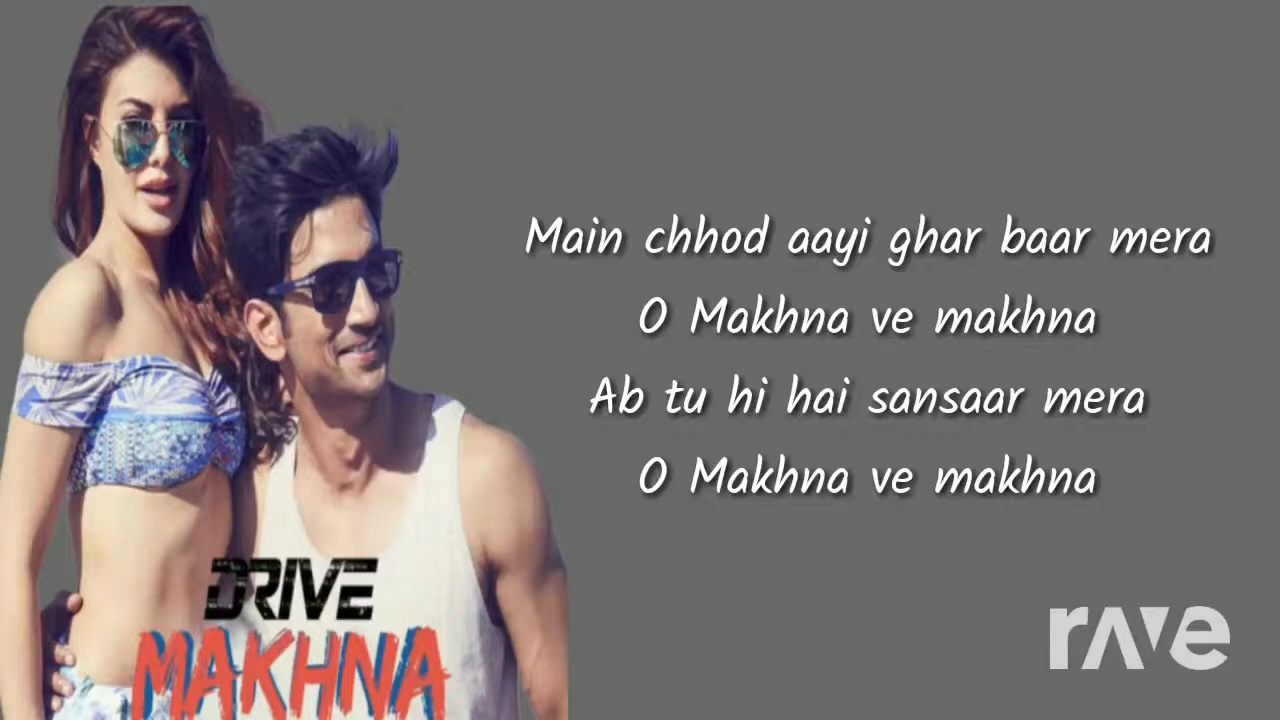 Main chhod aayi ghar baar mera
O Makhna ve makhna
Ab tu hi hai sansaar mera
O Makhna ve makhna
DRIVE
MAKHNA
rave